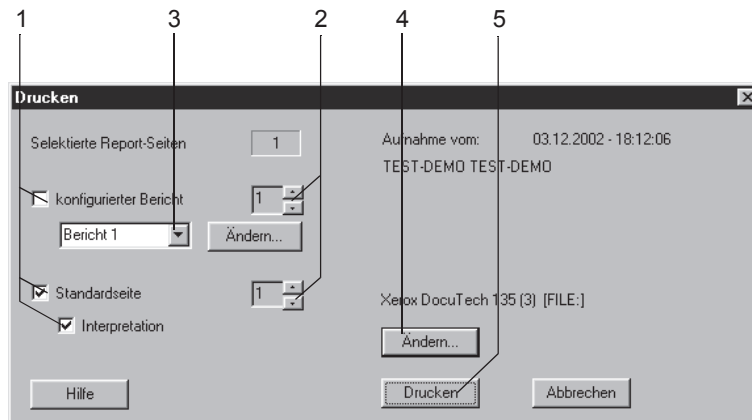 1 3 2 4 5
Drucken
Selektierte Report-Seiten 1
Aufnahme vom: 03.12.2002 - 18:12:06
TEST-DEMO TEST-DEMO
konfigurierter Bericht 1
Bericht 1 Ändern...
Standardseite 1
Interpretation
Xerox DocuTech 135 (3) [FILE:]
Ändern...
Hilfe Drucken Abbrechen